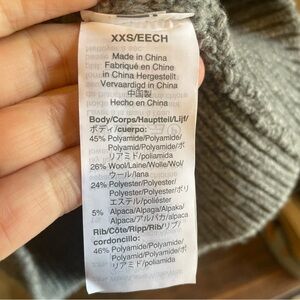 XXS/EECH
Made in China
Fabriqué en Chine
in China Hergestellt
Vervaardigd in China
中国製
Hecho en China
Body/Corps/Hauptteil/Lijf/
ボディ/cuerpo:
45% Polyamide/Polyamide/
Polyamid/Polyamide/ポ
リアミド/poliamida
26% Wool/Laine/Wolle/Wol/
ウール/lana
24% Polyester/Polyester/
Polyester/Polyester/ポリ
エステル/poliéster
5% Alpaca/Alpaga/Alpaka/
Alpaca/アルパカ/alpaca
Rib/Côte/Ripp/Rib/リブ/
cordoncillo:
46% Polyamide/Polyamide/
Polyamid/Polyamide/ポ
リアミド/poliamida